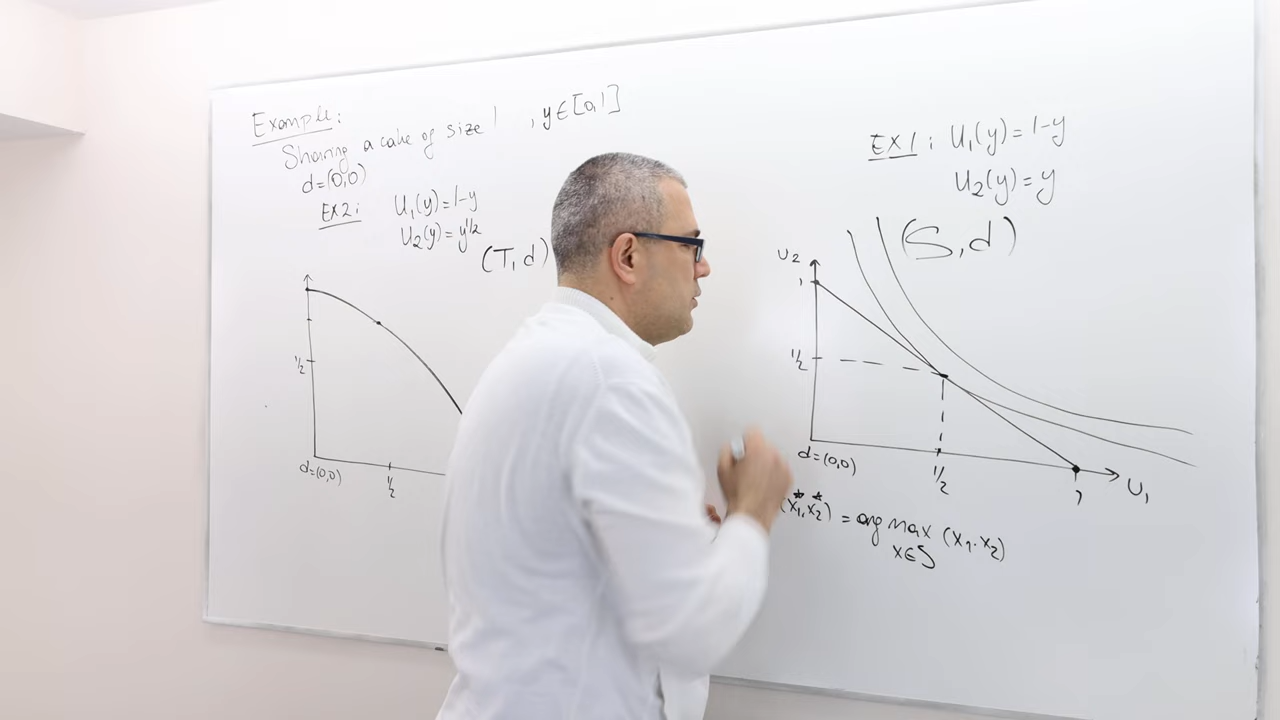 Example:
Sharing a cake of size 1 , y∈[0,1]
d=(0,0)
EX2: U₁(y)=1-y
U₂(y)=y^1/2
(T,d)
1/2
d=(0,0)
1/2
EX1: U₁(y)=1-y
U₂(y)=y
(S,d)
U₂
1
1/2
d=(0,0)
1/2
1
U₁
(x₁*,x₂*) = arg max (x₁·x₂)
x∈S